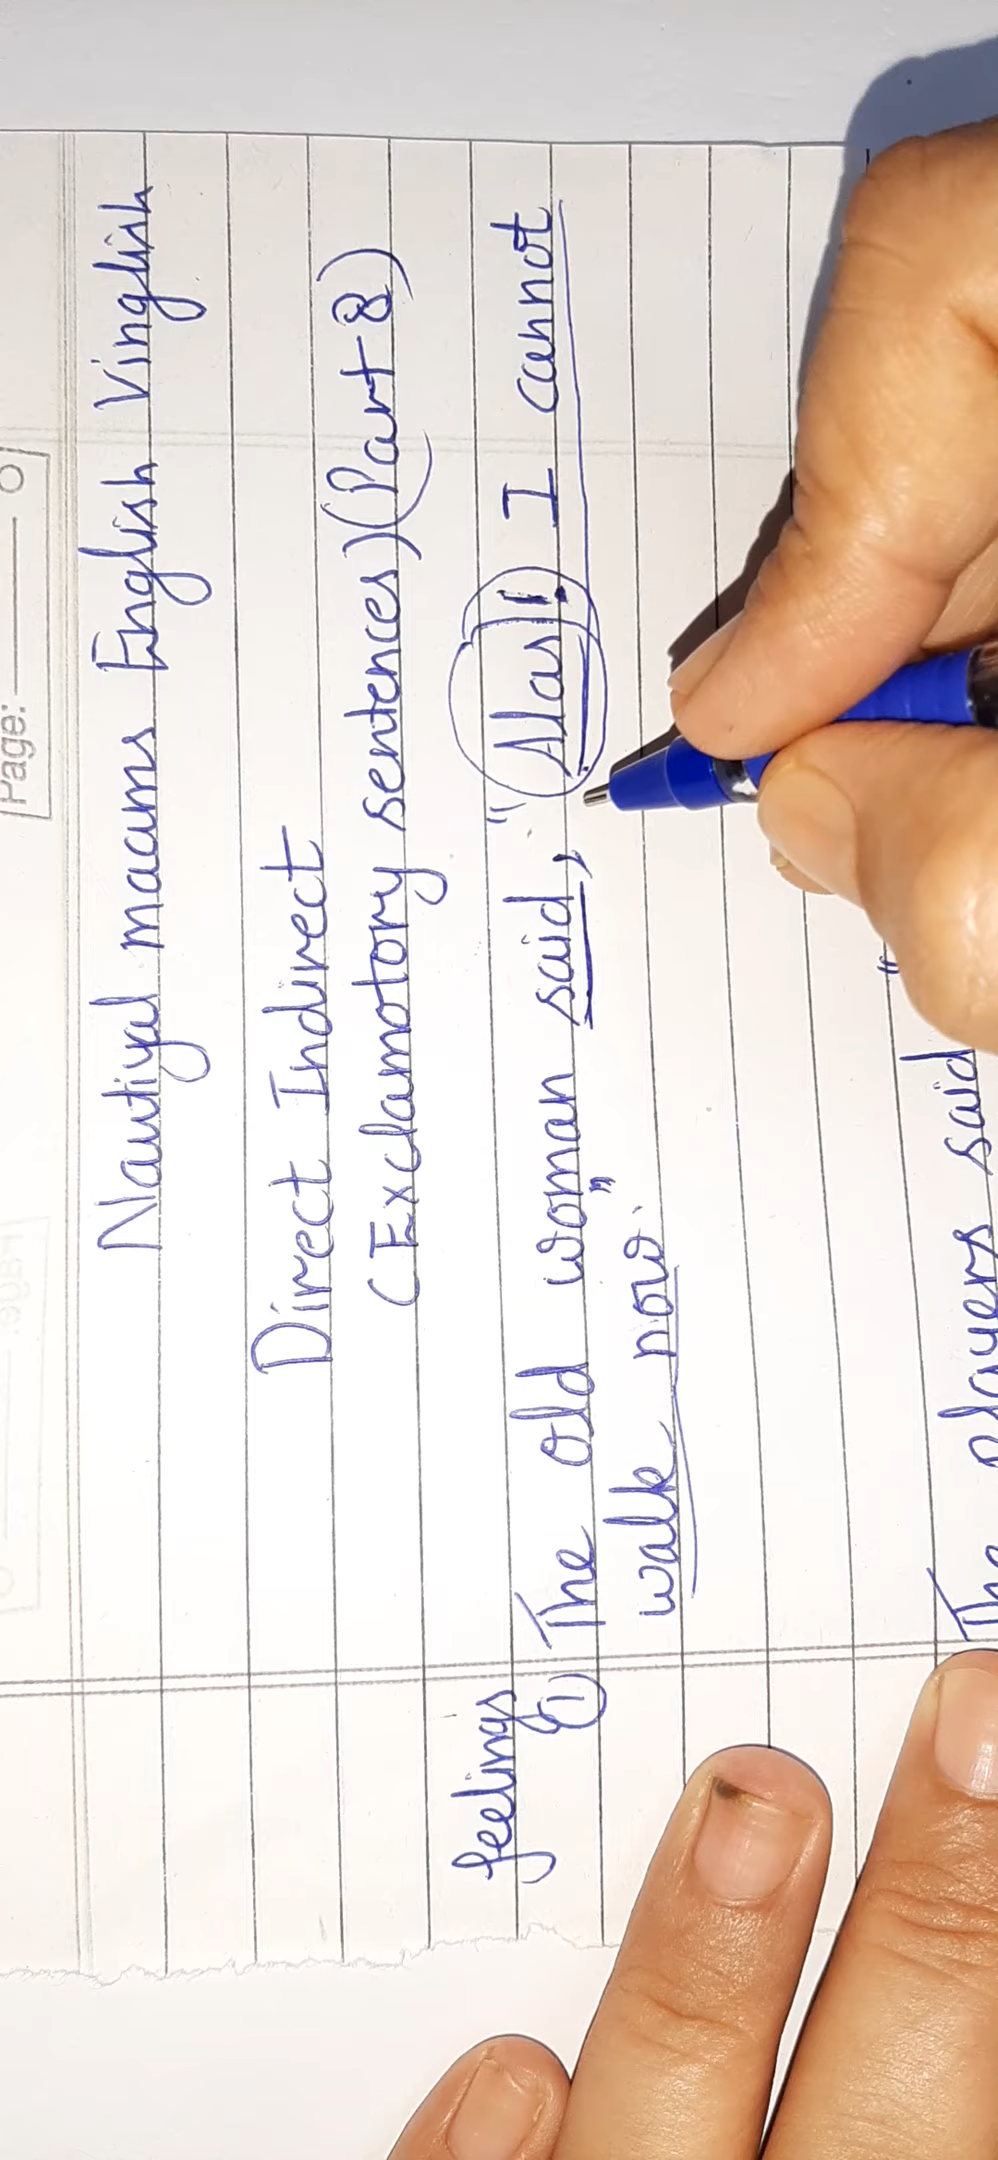 Page:
Nautiyal maams English Vinglish
Direct Indirect
(Exclamotory sentences) (Part 8)
feelings
① The old woman said, "Alas! I cannot
walk now."
The players said "